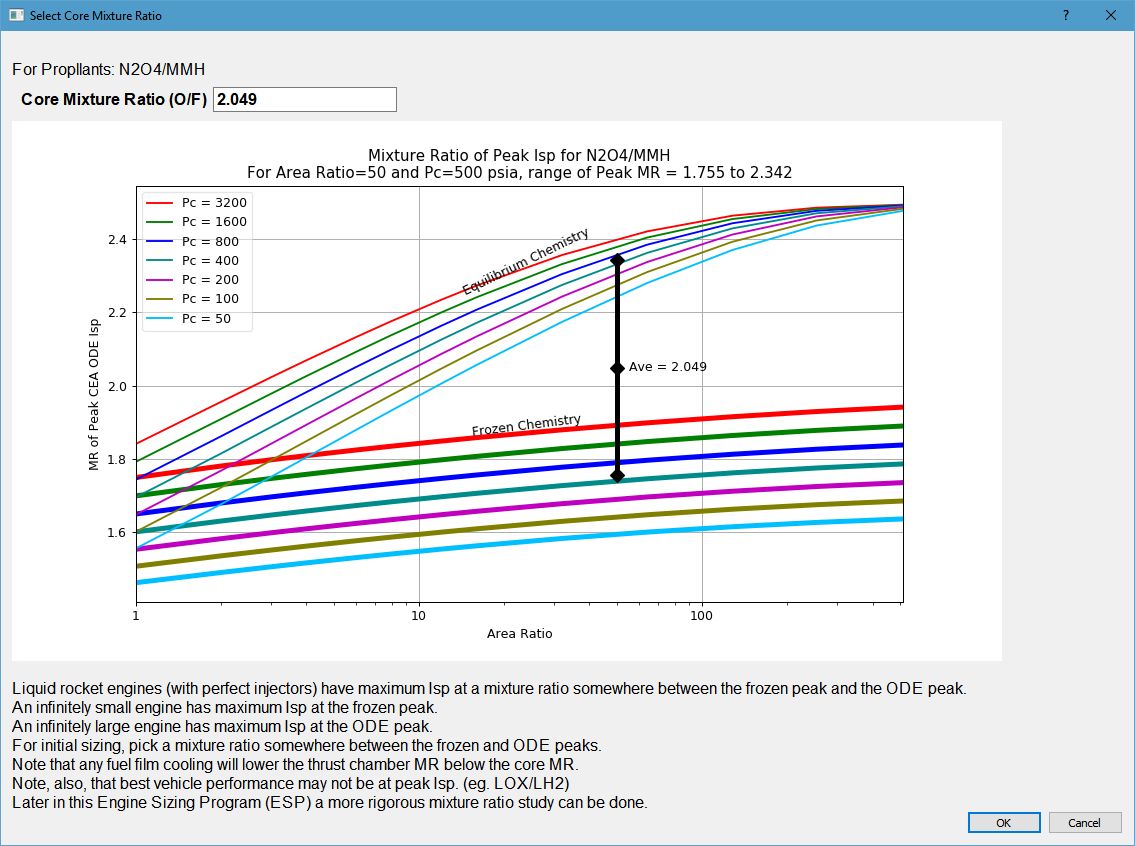 Select Core Mixture Ratio
?
For Propllants: N2O4/MMH
Core Mixture Ratio (O/F) 2.049
Mixture Ratio of Peak Isp for N2O4/MMH
For Area Ratio=50 and Pc=500 psia, range of Peak MR = 1.755 to 2.342
Pc = 3200
Pc = 1600
Pc = 800
Pc = 400
Pc = 200
Pc = 100
Pc = 50
Equilibrium Chemistry
Ave = 2.049
Frozen Chemistry
MR of Peak CEA ODE Isp
2.4
2.2
2.0
1.8
1.6
1 10 100
Area Ratio
Liquid rocket engines (with perfect injectors) have maximum Isp at a mixture ratio somewhere between the frozen peak and the ODE peak.
An infinitely small engine has maximum Isp at the frozen peak.
An infinitely large engine has maximum Isp at the ODE peak.
For initial sizing, pick a mixture ratio somewhere between the frozen and ODE peaks.
Note that any fuel film cooling will lower the thrust chamber MR below the core MR.
Note, also, that best vehicle performance may not be at peak Isp. (eg. LOX/LH2)
Later in this Engine Sizing Program (ESP) a more rigorous mixture ratio study can be done.
OK Cancel